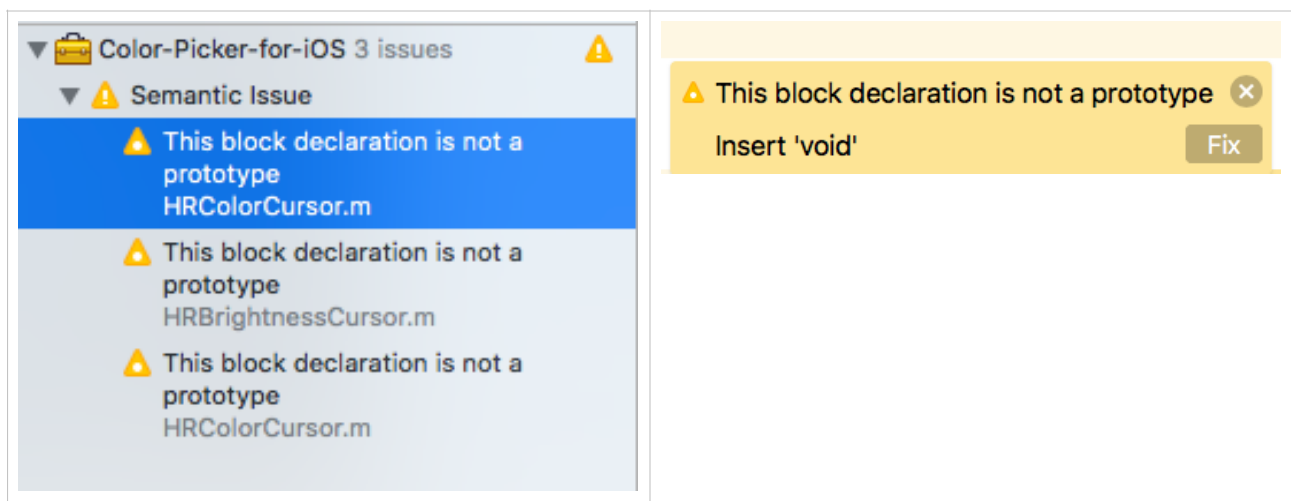 Color-Picker-for-iOS 3 issues
Semantic Issue
This block declaration is not a
prototype
HRColorCursor.m
This block declaration is not a
prototype
HRBrightnessCursor.m
This block declaration is not a
prototype
HRColorCursor.m
This block declaration is not a prototype
Insert 'void'
Fix